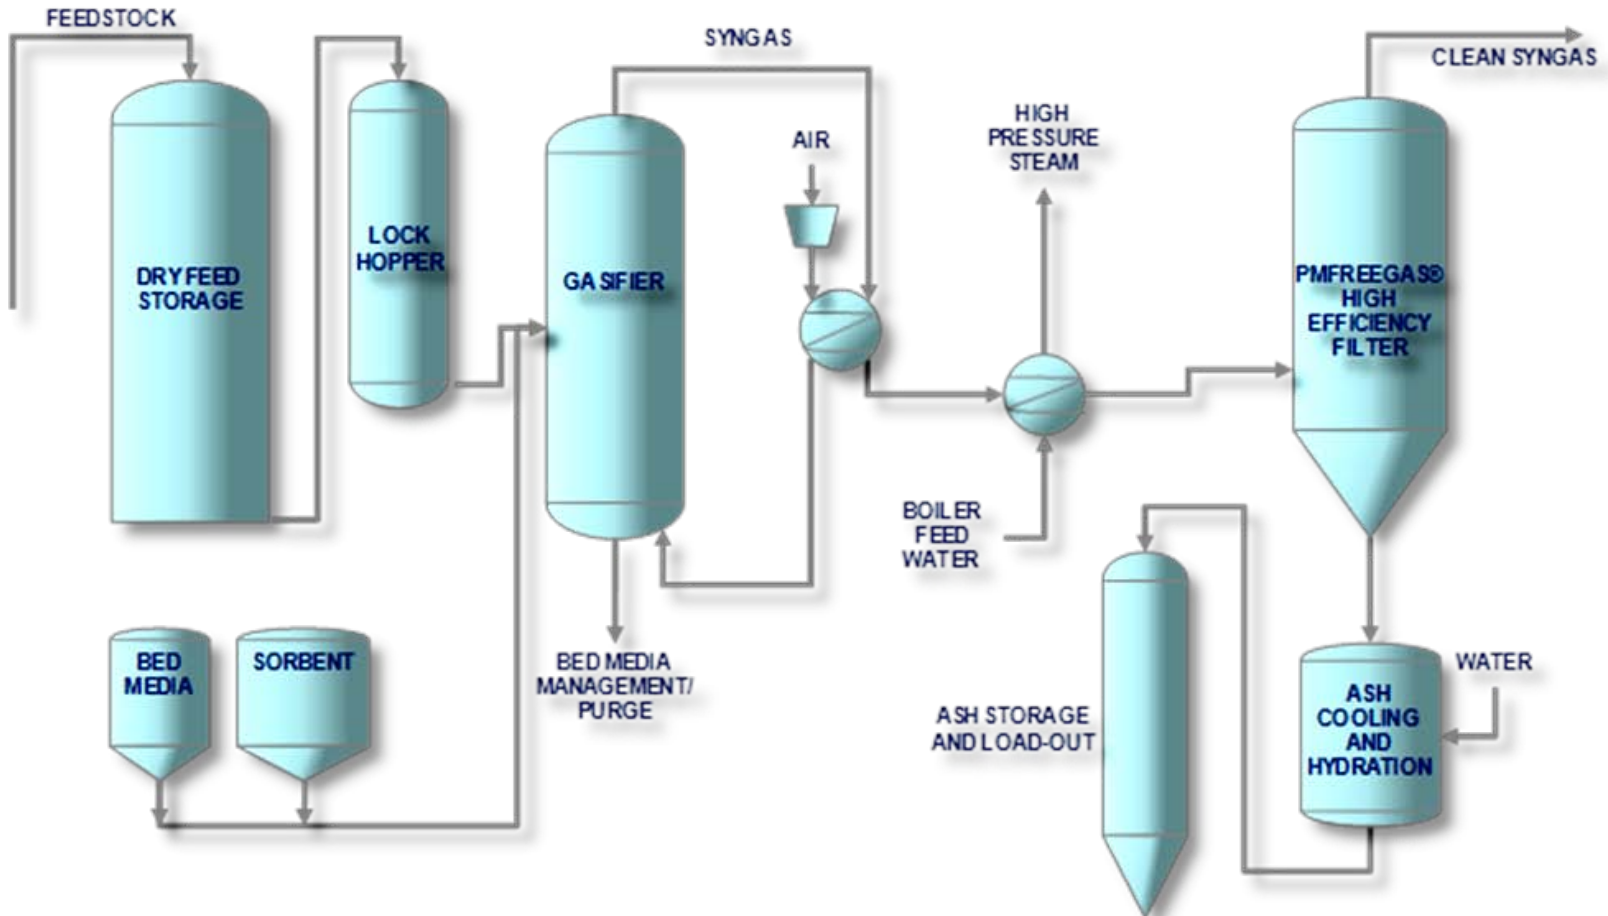 FEEDSTOCK
SYNGAS
CLEAN SYNGAS
HIGH
PRESSURE
STEAM
AIR
LOCK
HOPPER
DRY FEED
STORAGE
GASIFIER
PMFREEGAS®
HIGH
EFFICIENCY
FILTER
BOILER
FEED
WATER
BED
MEDIA
SORBENT
BED MEDIA
MANAGEMENT/
PURGE
ASH STORAGE
AND LOAD-OUT
WATER
ASH
COOLING
AND
HYDRATION